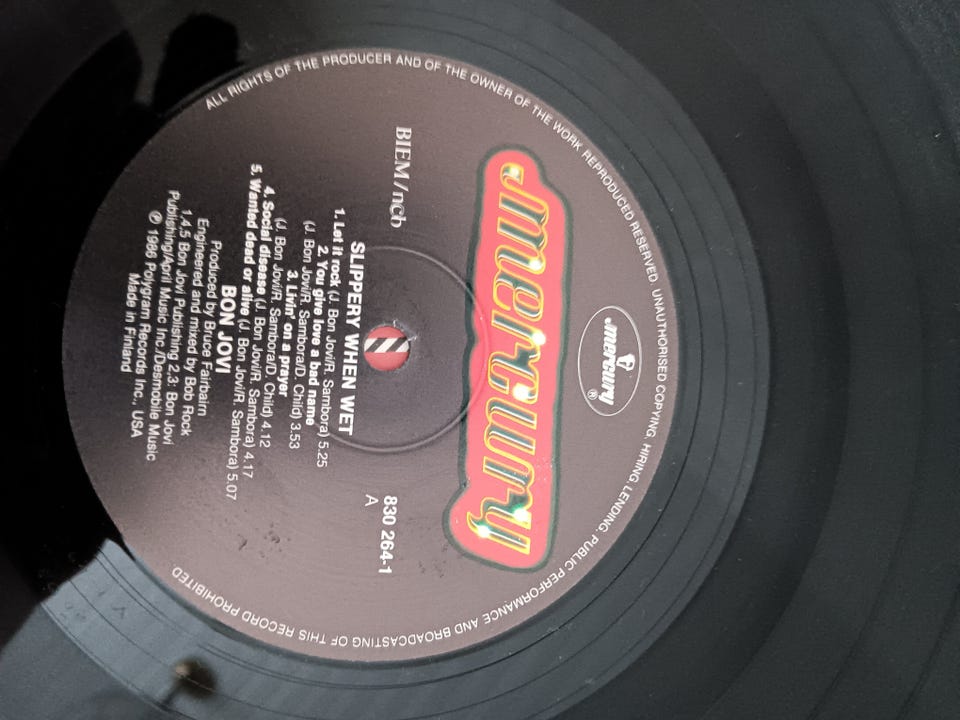 ALL RIGHTS OF THE PRODUCER AND OF THE OWNER OF THE WORK REPRODUCED RESERVED. UNAUTHORISED COPYING, HIRING, LENDING, PUBLIC PERFORMANCE AND BROADCASTING OF THIS RECORD PROHIBITED
mercury
®
mercury
BIEM/ncb
830 264-1
A
SLIPPERY WHEN WET
1. Let it rock (J. Bon Jovi/R. Sambora) 5.25
2. You give love a bad name
(J. Bon Jovi/R. Sambora/D. Child) 3.53
3. Livin' on a prayer
(J. Bon Jovi/R. Sambora/D. Child) 4.12
4. Social disease (J. Bon Jovi/R. Sambora) 4.17
5. Wanted dead or alive (J. Bon Jovi/R. Sambora) 5.07
BON JOVI
Produced by Bruce Fairbairn
Engineered and mixed by Bob Rock
1,4,5 Bon Jovi Publishing 2,3: Bon Jovi
Publishing/April Music Inc./Desmobile Music
℗ 1986 Polygram Records Inc., USA
Made in Finland